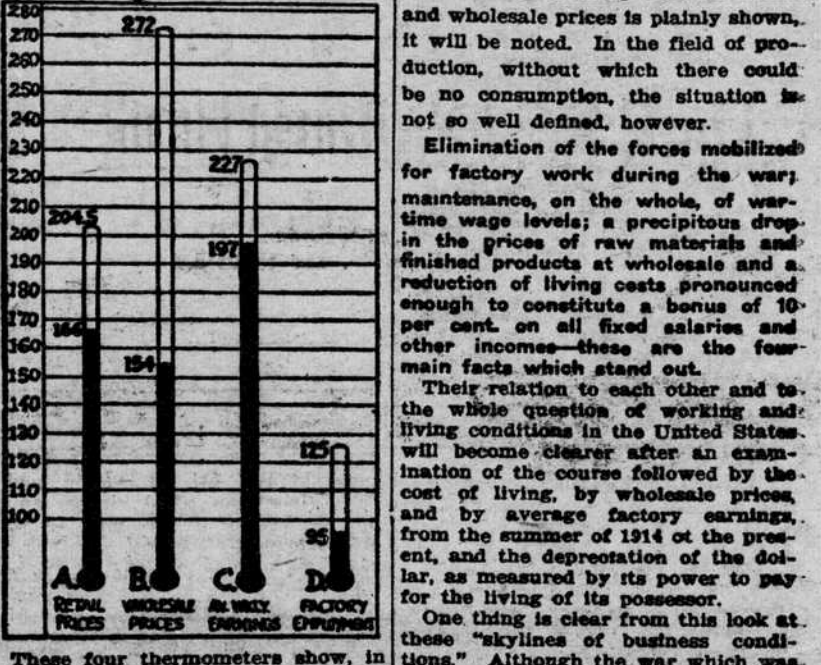 280
270
260
250
240
230
220
210
200
190
180
170
160
150
140
130
120
110
100
272
227
204.5
197
166
154
125
95
A.
RETAIL
PRICES
B.
WHOLESALE
PRICES
C.
AV. WKLY.
EARNINGS
D.
FACTORY
EMPLOYMENT
These four thermometers show, in
and wholesale prices is plainly shown,
it will be noted. In the field of pro-
duction, without which there could
be no consumption, the situation is
not so well defined, however.
Elimination of the forces mobilized
for factory work during the war;
maintenance, on the whole, of war-
time wage levels; a precipitous drop
in the prices of raw materials and
finished products at wholesale and a
reduction of living costs pronounced
enough to constitute a bonus of 10
per cent. on all fixed salaries and
other incomes—these are the four
main facts which stand out.
Their relation to each other and to
the whole question of working and
living conditions in the United States
will become clearer after an exam-
ination of the course followed by the
cost of living, by wholesale prices,
and by average factory earnings,
from the summer of 1914 ot the pres-
ent, and the depreotation of the dol-
lar, as measured by its power to pay
for the living of its possessor.
One thing is clear from this look at
these "skylines of business condi-
tions." Although the war which was